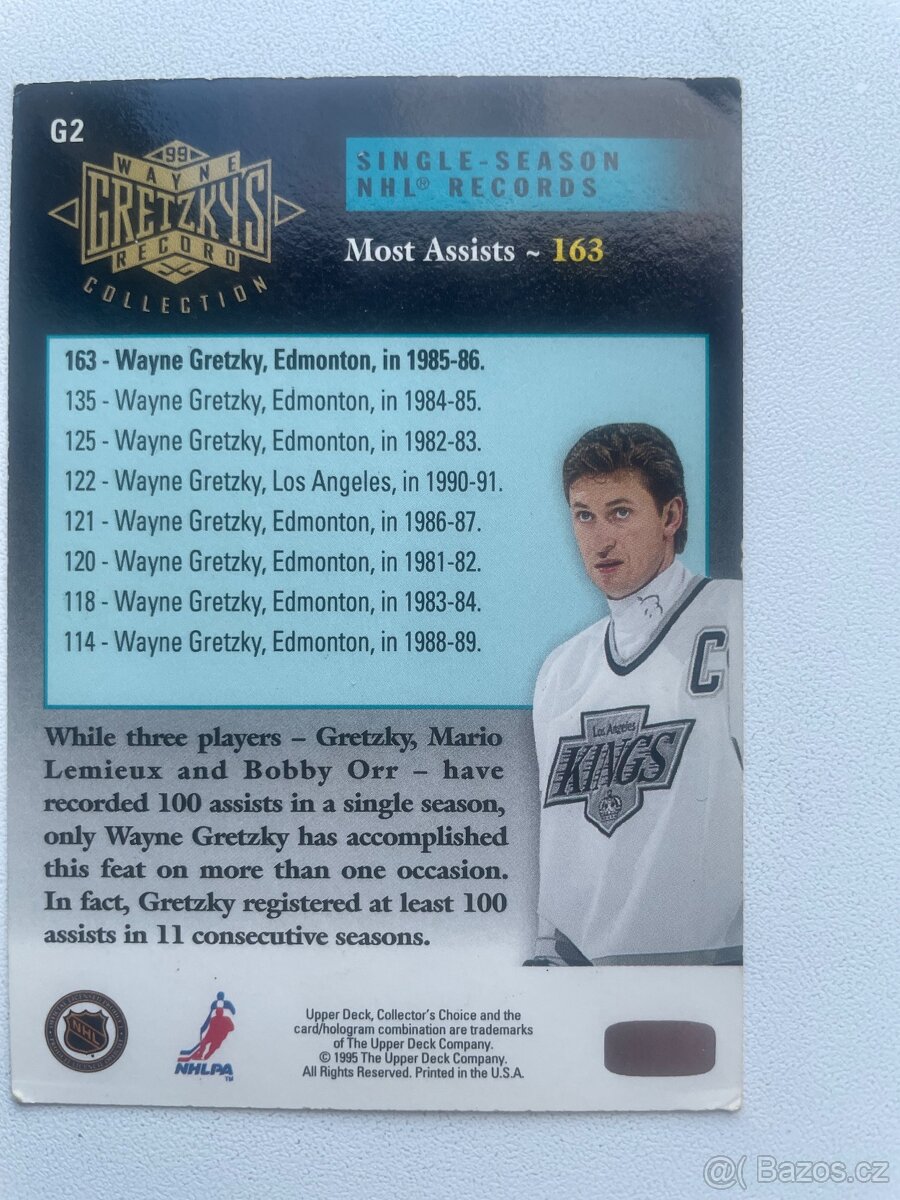 G2
99
WAYNE
GRETZKY'S
RECORD
COLLECTION
SINGLE-SEASON
NHL® RECORDS
Most Assists ~ 163
163 - Wayne Gretzky, Edmonton, in 1985-86.
135 - Wayne Gretzky, Edmonton, in 1984-85.
125 - Wayne Gretzky, Edmonton, in 1982-83.
122 - Wayne Gretzky, Los Angeles, in 1990-91.
121 - Wayne Gretzky, Edmonton, in 1986-87.
120 - Wayne Gretzky, Edmonton, in 1981-82.
118 - Wayne Gretzky, Edmonton, in 1983-84.
114 - Wayne Gretzky, Edmonton, in 1988-89.
C
Los Angeles
KINGS
While three players – Gretzky, Mario
Lemieux and Bobby Orr – have
recorded 100 assists in a single season,
only Wayne Gretzky has accomplished
this feat on more than one occasion.
In fact, Gretzky registered at least 100
assists in 11 consecutive seasons.
NHL
NHLPA™
Upper Deck, Collector's Choice and the
card/hologram combination are trademarks
of The Upper Deck Company.
© 1995 The Upper Deck Company.
All Rights Reserved. Printed in the U.S.A.
@( Bazos.cz